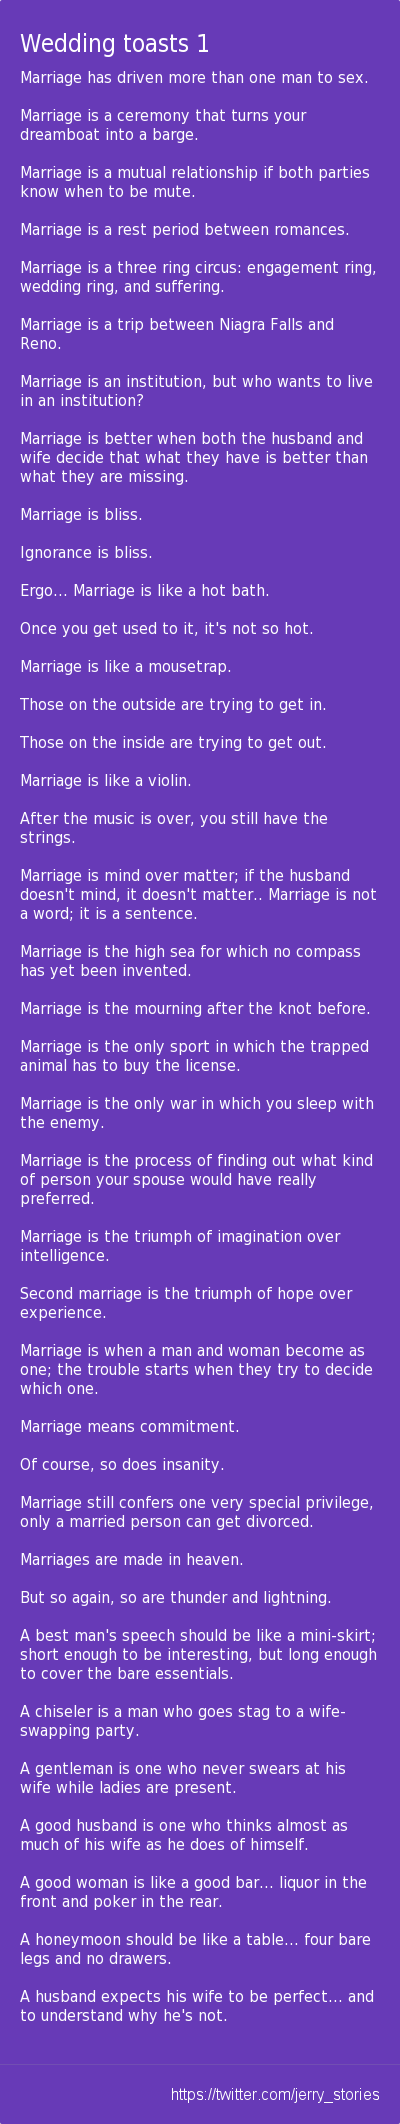 Wedding toasts 1
Marriage has driven more than one man to sex.
Marriage is a ceremony that turns your
dreamboat into a barge.
Marriage is a mutual relationship if both parties
know when to be mute.
Marriage is a rest period between romances.
Marriage is a three ring circus: engagement ring,
wedding ring, and suffering.
Marriage is a trip between Niagra Falls and
Reno.
Marriage is an institution, but who wants to live
in an institution?
Marriage is better when both the husband and
wife decide that what they have is better than
what they are missing.
Marriage is bliss.
Ignorance is bliss.
Ergo... Marriage is like a hot bath.
Once you get used to it, it's not so hot.
Marriage is like a mousetrap.
Those on the outside are trying to get in.
Those on the inside are trying to get out.
Marriage is like a violin.
After the music is over, you still have the
strings.
Marriage is mind over matter; if the husband
doesn't mind, it doesn't matter.. Marriage is not
a word; it is a sentence.
Marriage is the high sea for which no compass
has yet been invented.
Marriage is the mourning after the knot before.
Marriage is the only sport in which the trapped
animal has to buy the license.
Marriage is the only war in which you sleep with
the enemy.
Marriage is the process of finding out what kind
of person your spouse would have really
preferred.
Marriage is the triumph of imagination over
intelligence.
Second marriage is the triumph of hope over
experience.
Marriage is when a man and woman become as
one; the trouble starts when they try to decide
which one.
Marriage means commitment.
Of course, so does insanity.
Marriage still confers one very special privilege,
only a married person can get divorced.
Marriages are made in heaven.
But so again, so are thunder and lightning.
A best man's speech should be like a mini-skirt;
short enough to be interesting, but long enough
to cover the bare essentials.
A chiseler is a man who goes stag to a wife-
swapping party.
A gentleman is one who never swears at his
wife while ladies are present.
A good husband is one who thinks almost as
much of his wife as he does of himself.
A good woman is like a good bar... liquor in the
front and poker in the rear.
A honeymoon should be like a table... four bare
legs and no drawers.
A husband expects his wife to be perfect... and
to understand why he's not.
https://twitter.com/jerry_stories